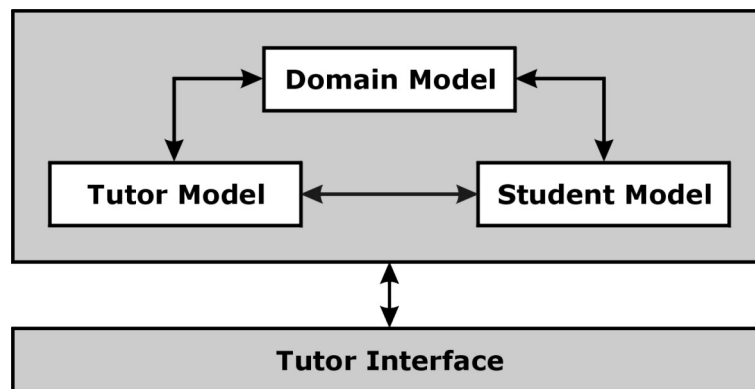 Domain Model
Tutor Model
Student Model
Tutor Interface